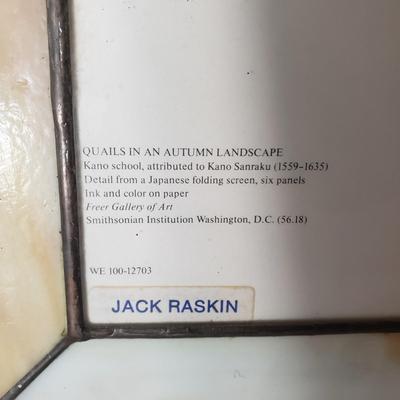 QUAILS IN AN AUTUMN LANDSCAPE
Kano school, attributed to Kano Sanraku (1559-1635)
Detail from a Japanese folding screen, six panels
Ink and color on paper
Freer Gallery of Art
Smithsonian Institution Washington, D.C. (56.18)
WE 100-12703
JACK RASKIN